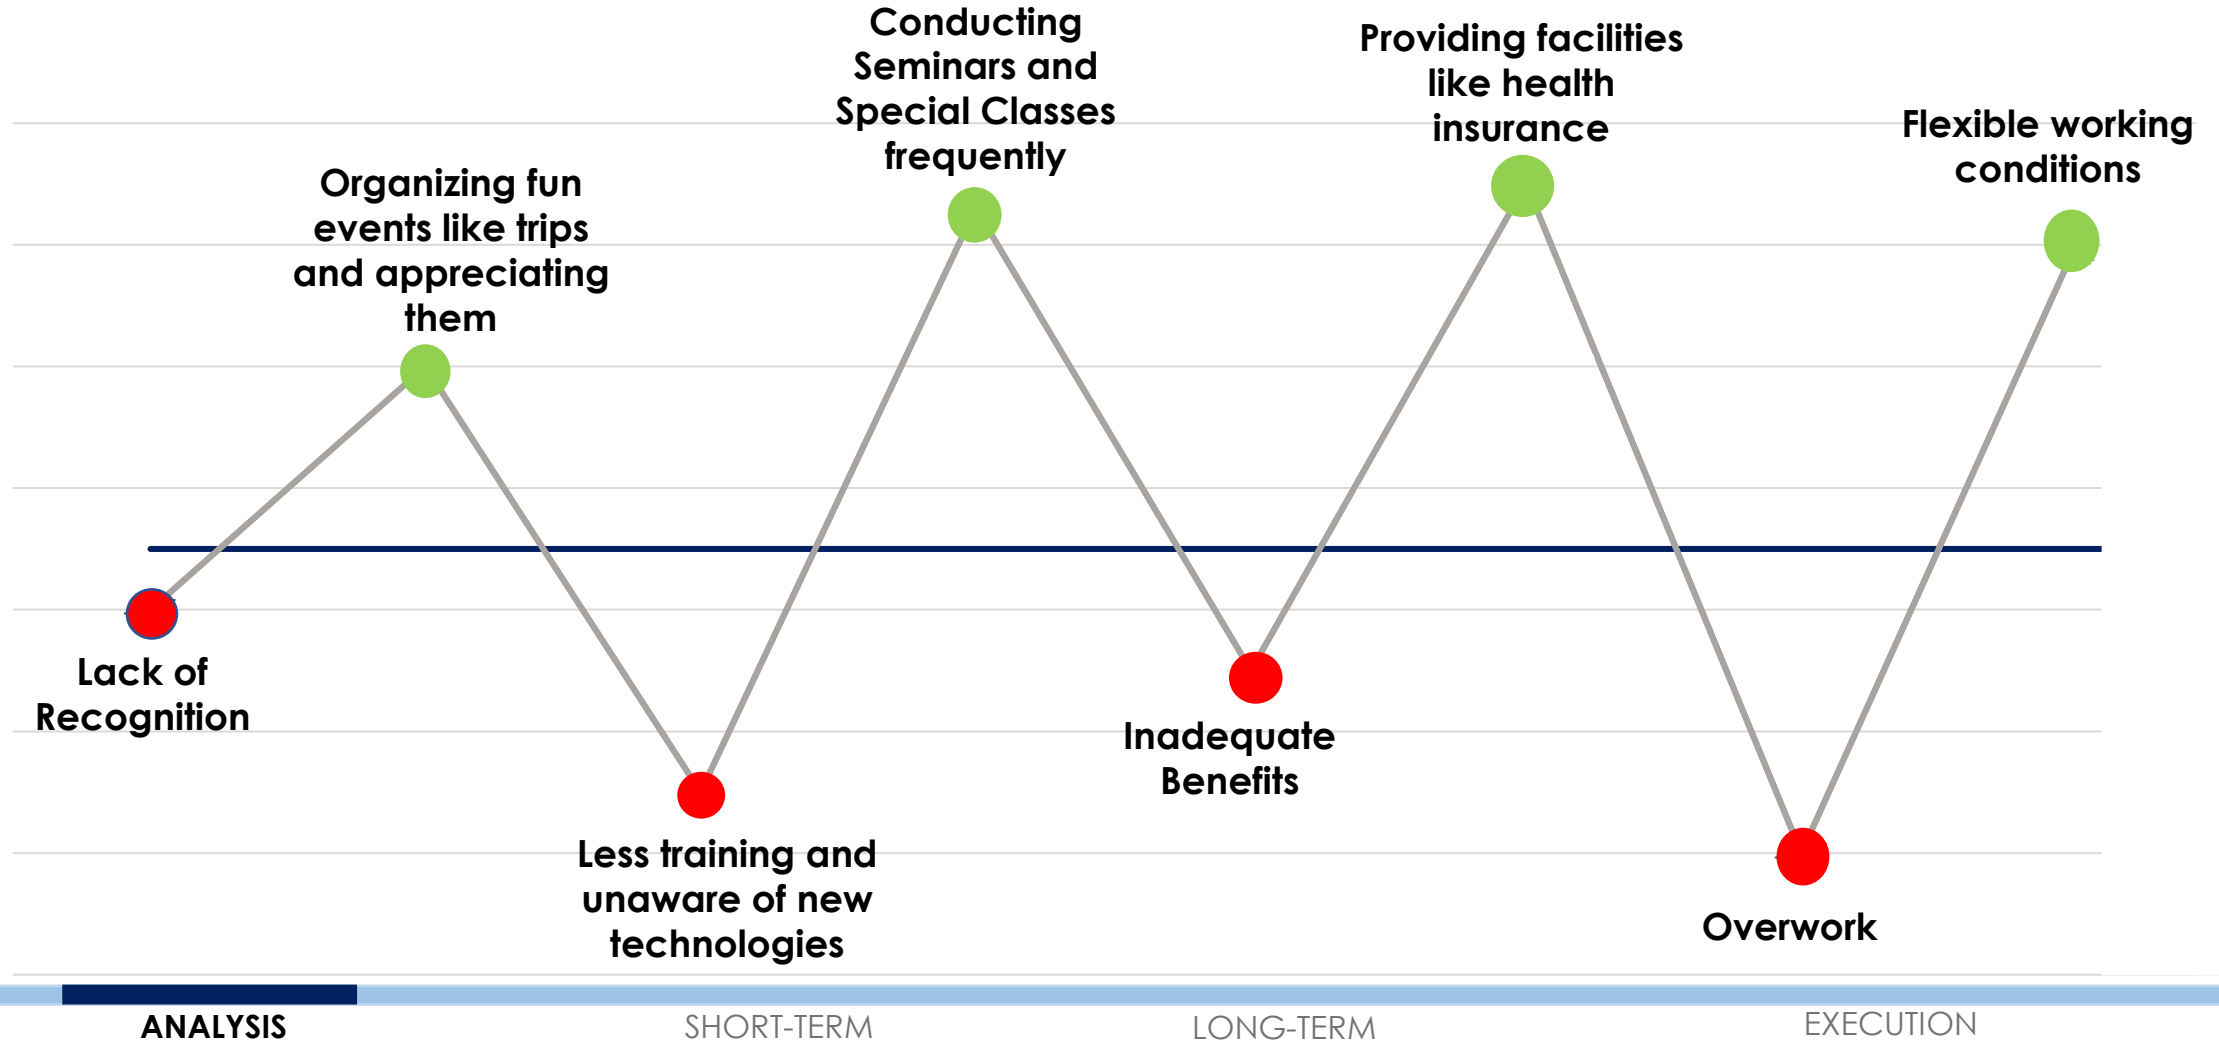 Conducting
Seminars and
Special Classes
frequently
Providing facilities
like health
insurance
Flexible working
conditions
Organizing fun
events like trips
and appreciating
them
Lack of
Recognition
Inadequate
Benefits
Less training and
unaware of new
technologies
Overwork
ANALYSIS
SHORT-TERM
LONG-TERM
EXECUTION